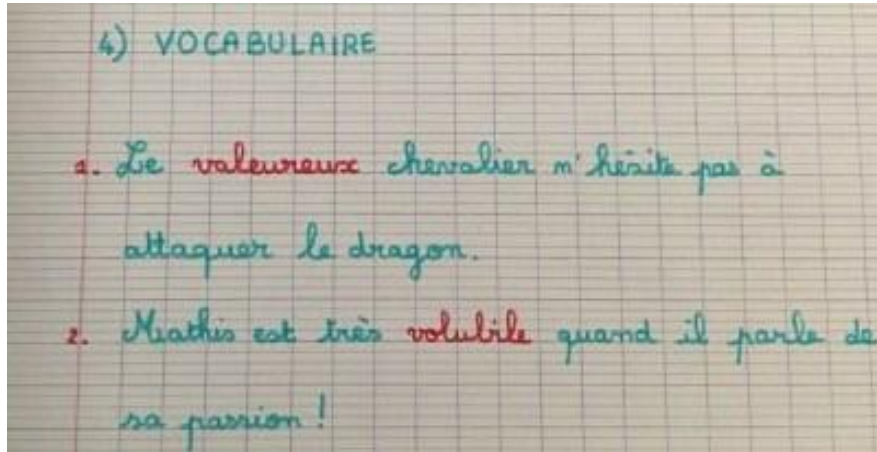 4) VOCABULAIRE
1. Le valeureux chevalier n'hésite pas à
attaquer le dragon.
2. Mathis est très volubile quand il parle de
sa passion !